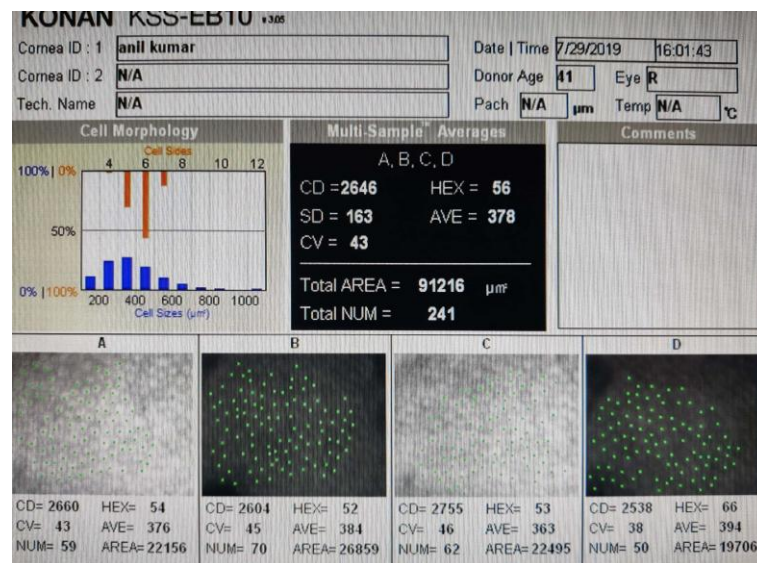 KONAN KSS-EB10 v 3.05
Cornea ID : 1 anil kumar
Date | Time 7/29/2019 16:01:43
Cornea ID : 2 N/A
Donor Age 41 Eye R
Tech. Name N/A
Pach N/A µm Temp N/A °C
Cell Morphology
Cell Sides
100% | 0% 4 6 8 10 12
50%
0% | 100%
200 400 600 800 1000
Cell Sizes (µm²)
Multi-Sample™ Averages
A, B, C, D
CD = 2646 HEX = 56
SD = 163 AVE = 378
CV = 43
Total AREA = 91216 µm²
Total NUM = 241
Comments
A
CD= 2660 HEX= 54
CV= 43 AVE= 376
NUM= 59 AREA= 22156
B
CD= 2604 HEX= 52
CV= 45 AVE= 384
NUM= 70 AREA= 26859
C
CD= 2755 HEX= 53
CV= 46 AVE= 363
NUM= 62 AREA= 22495
D
CD= 2538 HEX= 66
CV= 38 AVE= 394
NUM= 50 AREA= 19706